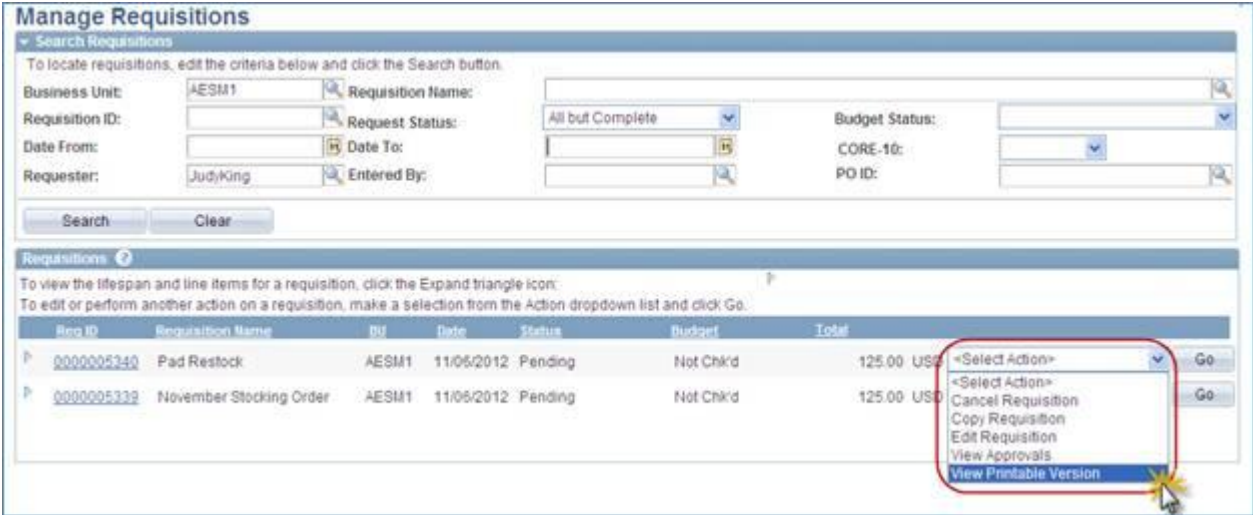 Manage Requisitions
Search Requisitions
To locate requisitions, edit the criteria below and click the Search button.
Business Unit: AESM1 Requisition Name:
Requisition ID: Request Status: All but Complete Budget Status:
Date From: Date To: CORE-10:
Requester: JudyKing Entered By: PO ID:
Search Clear
Requisitions ?
To view the lifespan and line items for a requisition, click the Expand triangle icon.
To edit or perform another action on a requisition, make a selection from the Action dropdown list and click Go.
Req ID Requisition Name BU Date Status Budget Total
0000005340 Pad Restock AESM1 11/06/2012 Pending Not Chk'd 125.00 USD <Select Action> Go
0000005339 November Stocking Order AESM1 11/06/2012 Pending Not Chk'd 125.00 USD Go
<Select Action>
Cancel Requisition
Copy Requisition
Edit Requisition
View Approvals
View Printable Version